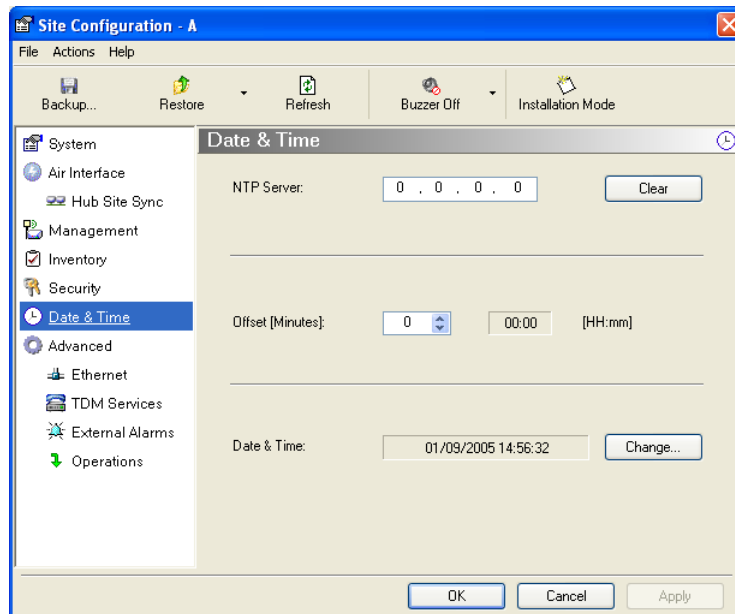 Site Configuration - A
File Actions Help
Backup... Restore Refresh Buzzer Off Installation Mode
System
Air Interface
Hub Site Sync
Management
Inventory
Security
Date & Time
Advanced
Ethernet
TDM Services
External Alarms
Operations
Date & Time
NTP Server: 0 . 0 . 0 . 0 Clear
Offset [Minutes]: 0 00:00 [HH:mm]
Date & Time: 01/09/2005 14:56:32 Change...
OK Cancel Apply